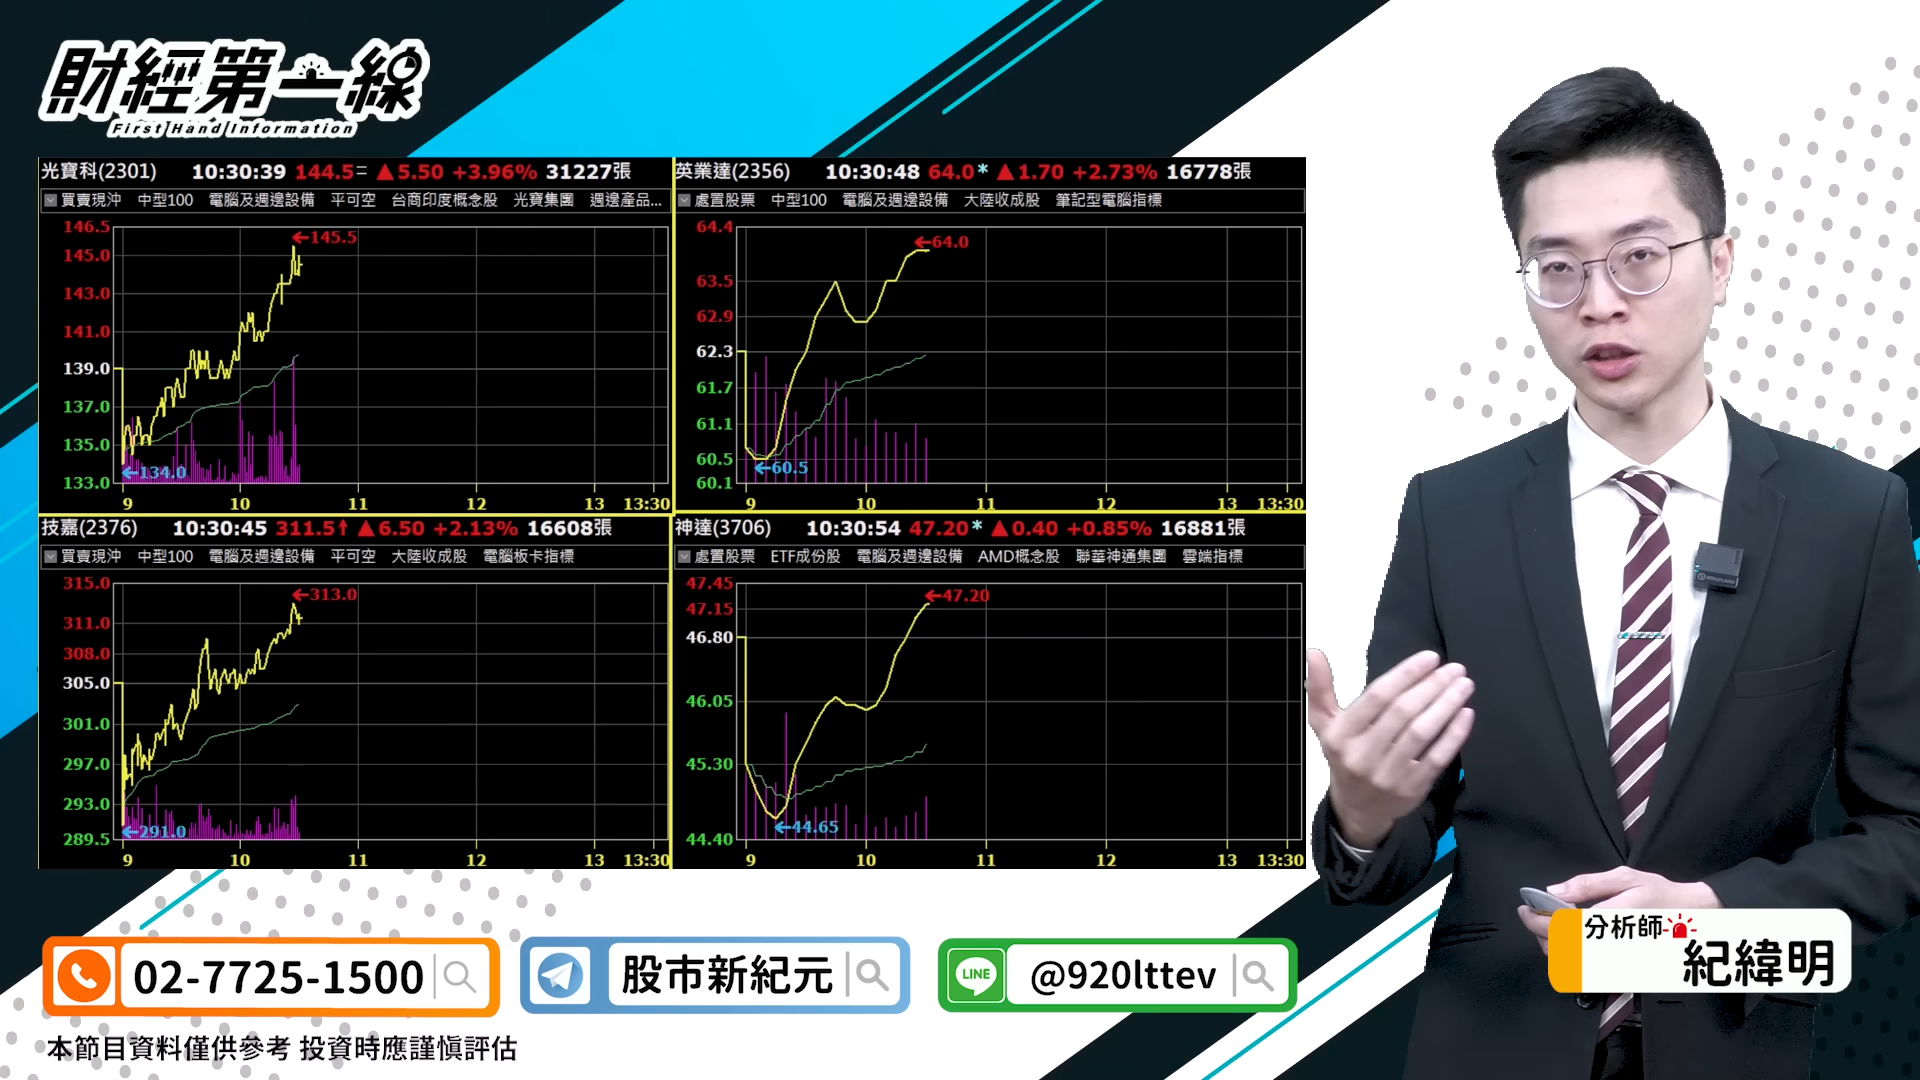 財經第一線
First Hand Information
光寶科(2301) 10:30:39 144.5= ▲5.50 +3.96% 31227張
買賣現沖 中型100 電腦及週邊設備 平可空 台商印度概念股 光寶集團 週邊產品...
146.5
←145.5
145.0
143.0
141.0
139.0
137.0
135.0
←134.0
133.0
9 10 11 12 13 13:30
英業達(2356) 10:30:48 64.0* ▲1.70 +2.73% 16778張
處置股票 中型100 電腦及週邊設備 大陸收成股 筆記型電腦指標
64.4
←64.0
63.5
62.9
62.3
61.7
61.1
60.5
←60.5
60.1
9 10 11 12 13 13:30
技嘉(2376) 10:30:45 311.5↑ ▲6.50 +2.13% 16608張
買賣現沖 中型100 電腦及週邊設備 平可空 大陸收成股 電腦板卡指標
315.0
←313.0
311.0
308.0
305.0
301.0
297.0
293.0
←291.0
289.5
9 10 11 12 13 13:30
神達(3706) 10:30:54 47.20* ▲0.40 +0.85% 16881張
處置股票 ETF成份股 電腦及週邊設備 AMD概念股 聯華神通集團 雲端指標
47.45
←47.20
47.15
46.80
46.05
45.30
←44.65
44.40
9 10 11 12 13 13:30
分析師
紀緯明
02-7725-1500
股市新紀元
LINE
@920lttev
本節目資料僅供參考 投資時應謹慎評估